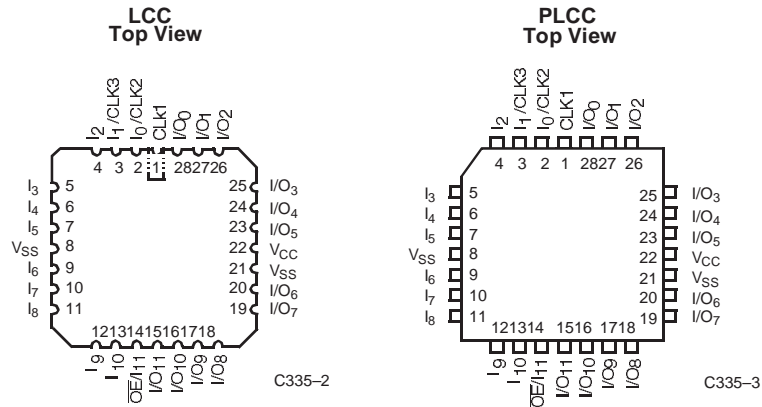 LCC
Top View
I2
I1/CLK3
I0/CLK2
CLK1
I/O0
I/O1
I/O2
4 3 2 1 28 27 26
I3 5
I4 6
I5 7
VSS 8
I6 9
I7 10
I8 11
25 I/O3
24 I/O4
23 I/O5
22 VCC
21 VSS
20 I/O6
19 I/O7
12 13 14 15 16 17 18
I9
I10
OE/I11
I/O11
I/O10
I/O9
I/O8
C335–2
PLCC
Top View
I2
I1/CLK3
I0/CLK2
CLK1
I/O0
I/O1
I/O2
4 3 2 1 28 27 26
I3 5
I4 6
I5 7
VSS 8
I6 9
I7 10
I8 11
25 I/O3
24 I/O4
23 I/O5
22 VCC
21 VSS
20 I/O6
19 I/O7
12 13 14 15 16 17 18
I9
I10
OE/I11
I/O11
I/O10
I/O9
I/O8
C335–3